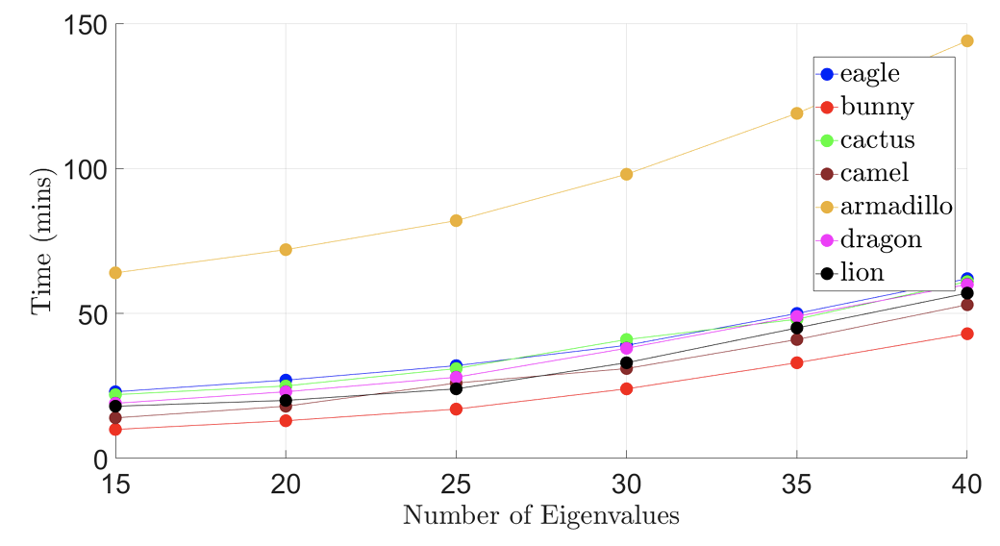 150
100
50
0
Time (mins)
15 20 25 30 35 40
Number of Eigenvalues
eagle
bunny
cactus
camel
armadillo
dragon
lion